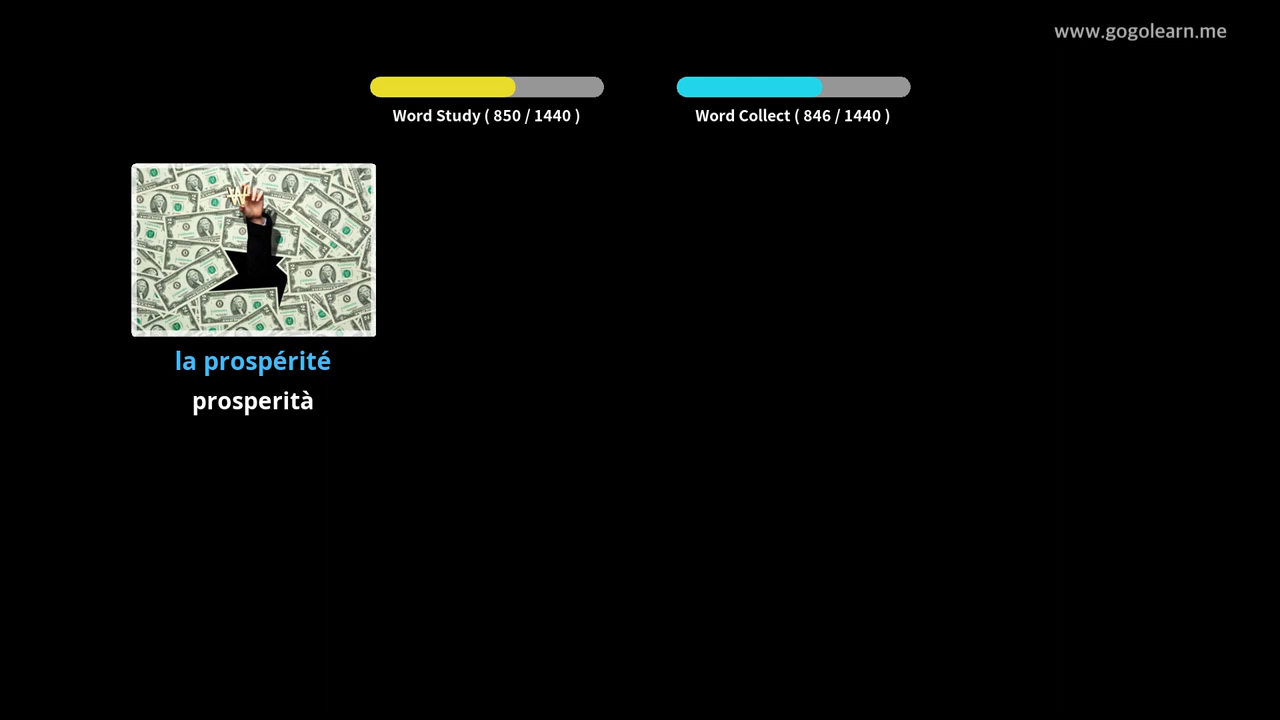 www.gogolearn.me
Word Study ( 850 / 1440 )
Word Collect ( 846 / 1440 )
la prospérité
prosperità